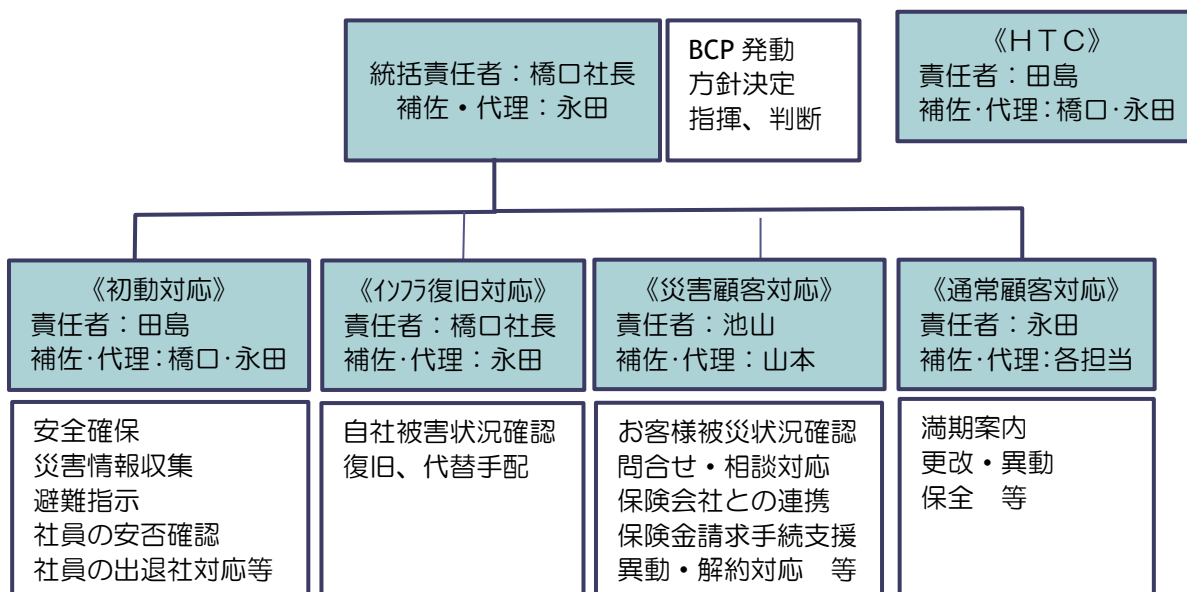 統括責任者：橋口社長
補佐・代理：永田
BCP 発動
方針決定
指揮、判断
《ＨＴＣ》
責任者：田島
補佐･代理:橋口･永田
《初動対応》
責任者：田島
補佐･代理:橋口･永田
安全確保
災害情報収集
避難指示
社員の安否確認
社員の出退社対応等
《ｲﾝﾌﾗ復旧対応》
責任者：橋口社長
補佐･代理：永田
自社被害状況確認
復旧、代替手配
《災害顧客対応》
責任者：池山
補佐･代理：山本
お客様被災状況確認
問合せ・相談対応
保険会社との連携
保険金請求手続支援
異動・解約対応　等
《通常顧客対応》
責任者：永田
補佐･代理:各担当
満期案内
更改・異動
保全　等